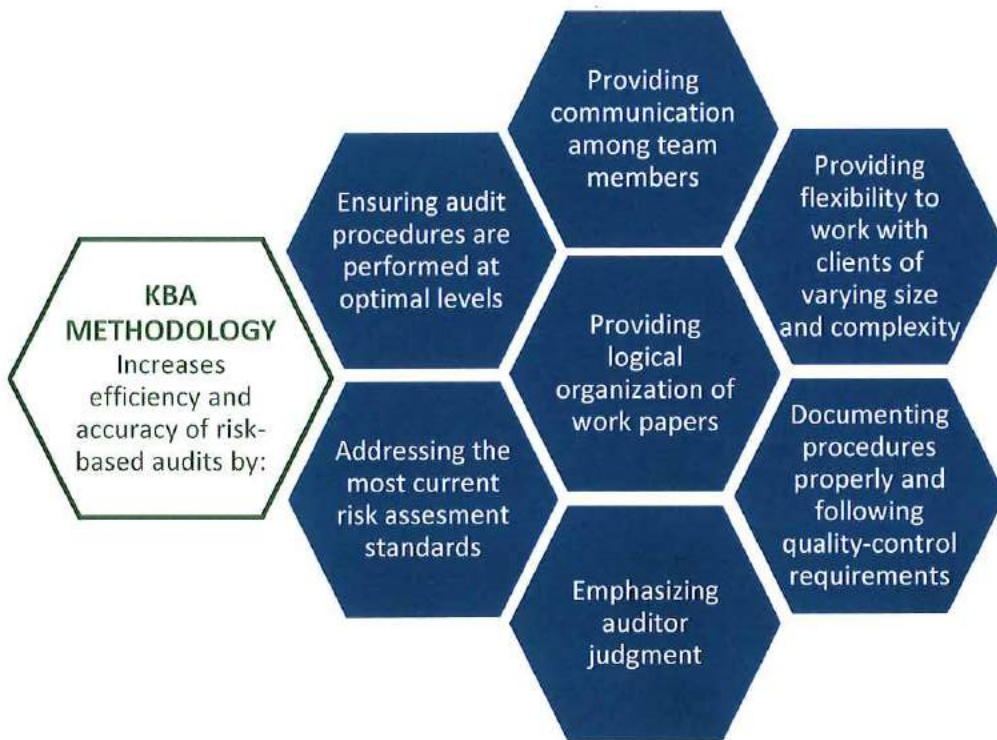 KBA
METHODOLOGY
Increases
efficiency and
accuracy of risk-
based audits by:
Ensuring audit
procedures are
performed at
optimal levels
Addressing the
most current
risk assesment
standards
Providing
communication
among team
members
Providing
logical
organization of
work papers
Emphasizing
auditor
judgment
Providing
flexibility to
work with
clients of
varying size
and complexity
Documenting
procedures
properly and
following
quality-control
requirements